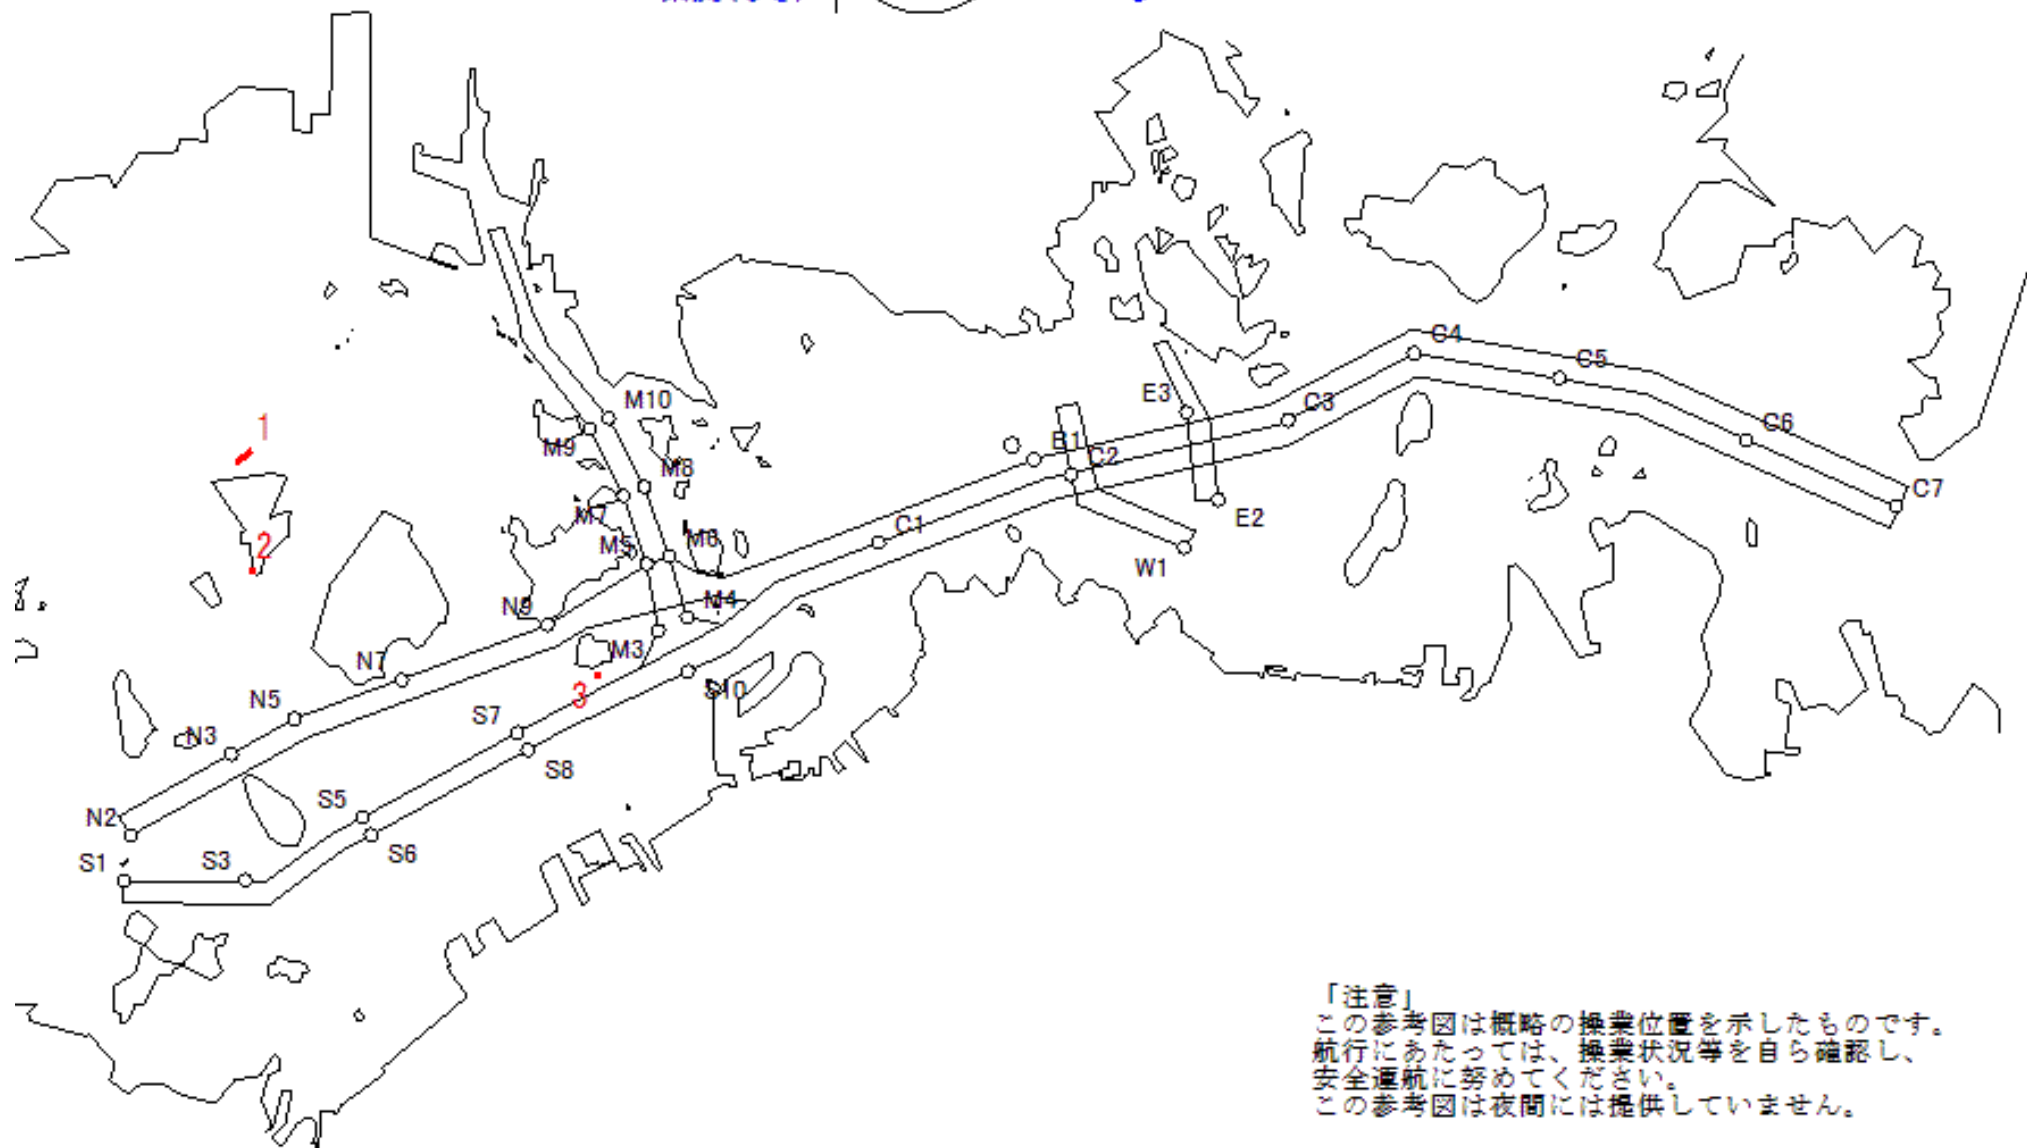 C4
C5
M10
E3
C3
1
M9
B1
C6
M8
C2
C7
M7
E2
C1
M5
M6
2
W1
N9
M4
M3
N7
3
S10
N5
S7
N3
S8
S5
N2
S6
S1
S3
「注意」
この参考図は概略の操業位置を示したものです。
航行にあたっては、操業状況等を自ら確認し、
安全運航に努めてください。
この参考図は夜間には提供していません。